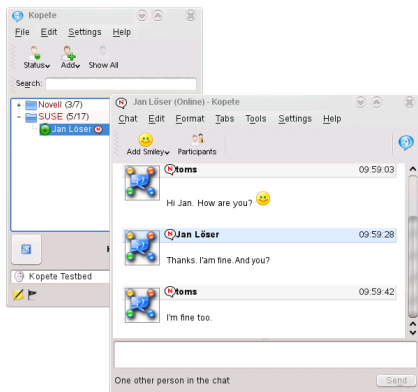 Kopete
File Edit Settings Help
Status Add Show All
Search:
Novell (3/7)
SUSE (5/17)
Jan Löser
Kopete Testbed
Jan Löser (Online) - Kopete
Chat Edit Format Tabs Tools Settings Help
Add Smiley Participants
toms 09:59:03
Hi Jan. How are you?
Jan Löser 09:59:28
Thanks. I'am fine. And you?
toms 09:59:42
I'm fine too.
One other person in the chat
Send